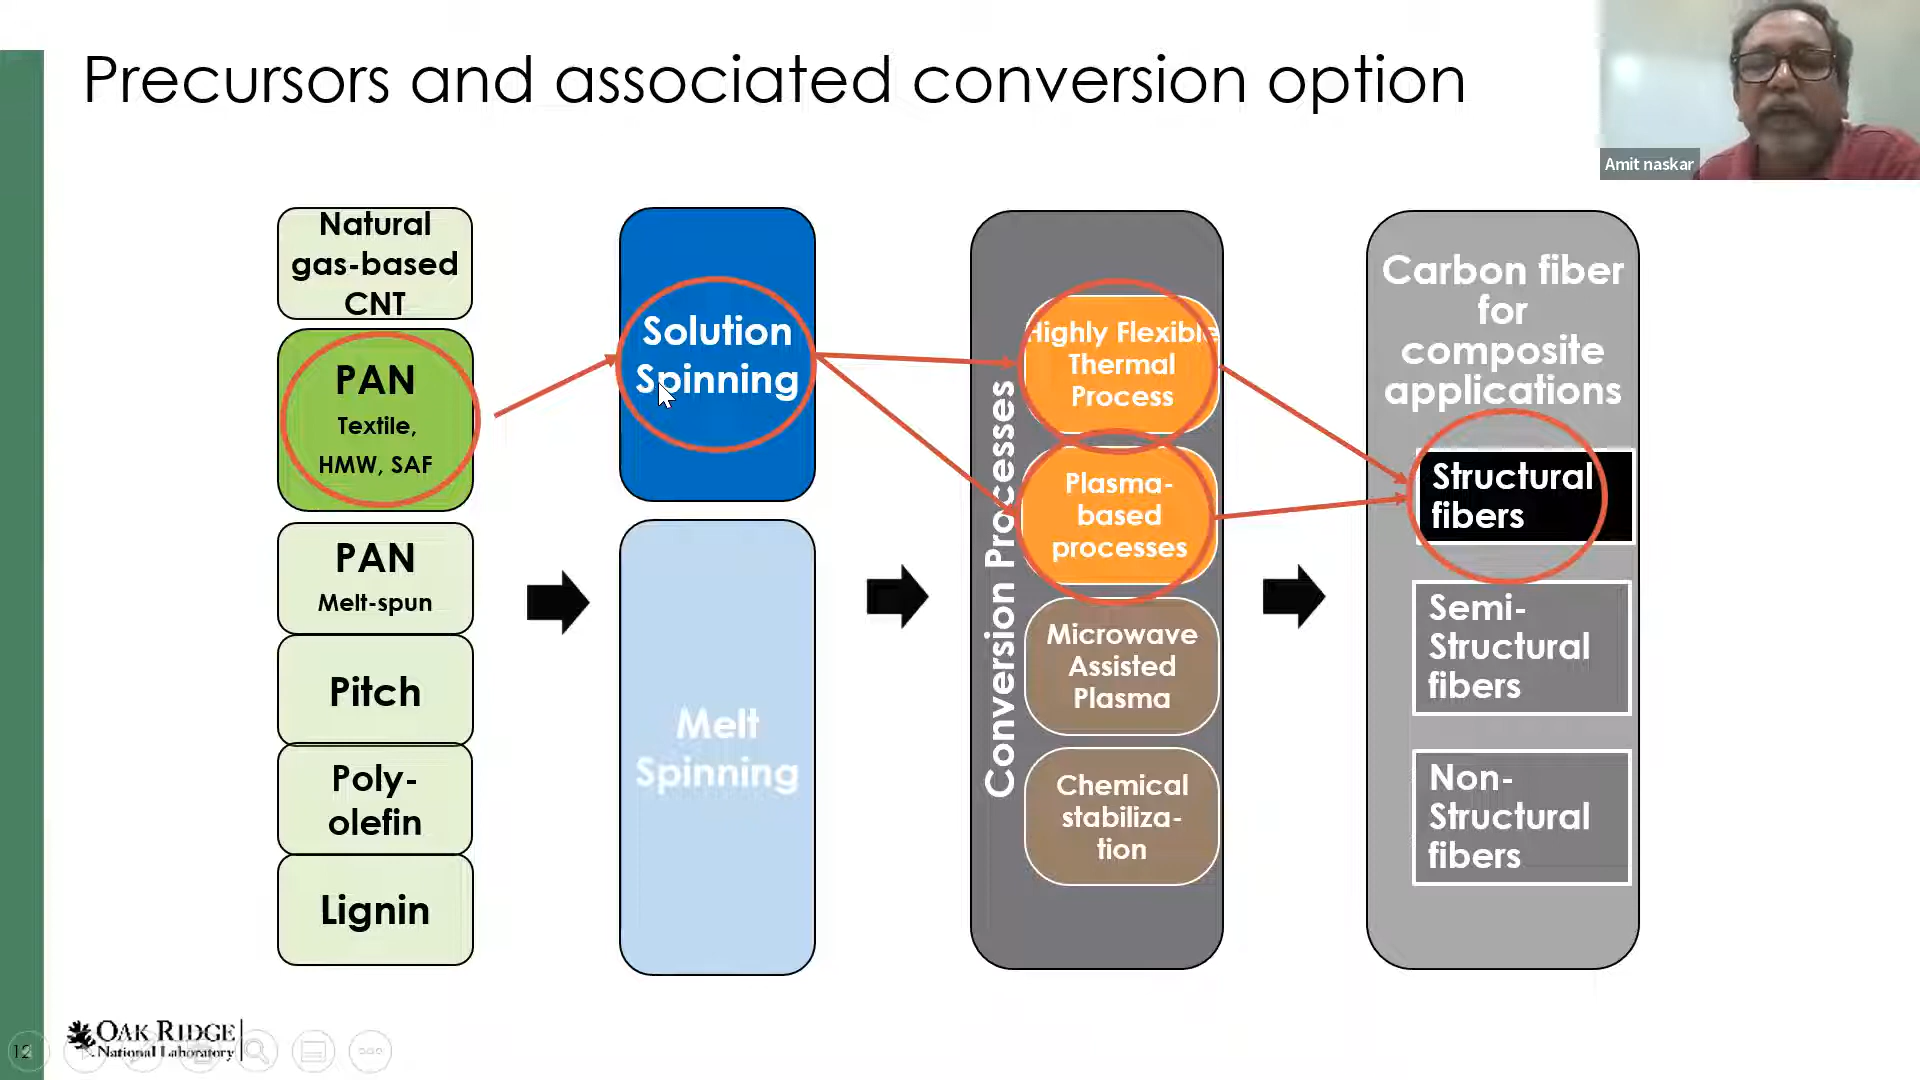 Precursors and associated conversion option
Amit naskar
Natural
gas-based
CNT
PAN
Textile,
HMW, SAF
PAN
Melt-spun
Pitch
Poly-
olefin
Lignin
Solution
Spinning
Melt
Spinning
Conversion Processes
Highly Flexible
Thermal
Process
Plasma-
based
processes
Microwave
Assisted
Plasma
Chemical
stabiliza-
tion
Carbon fiber
for
composite
applications
Structural
fibers
Semi-
Structural
fibers
Non-
Structural
fibers
12
OAK RIDGE
National Laboratory